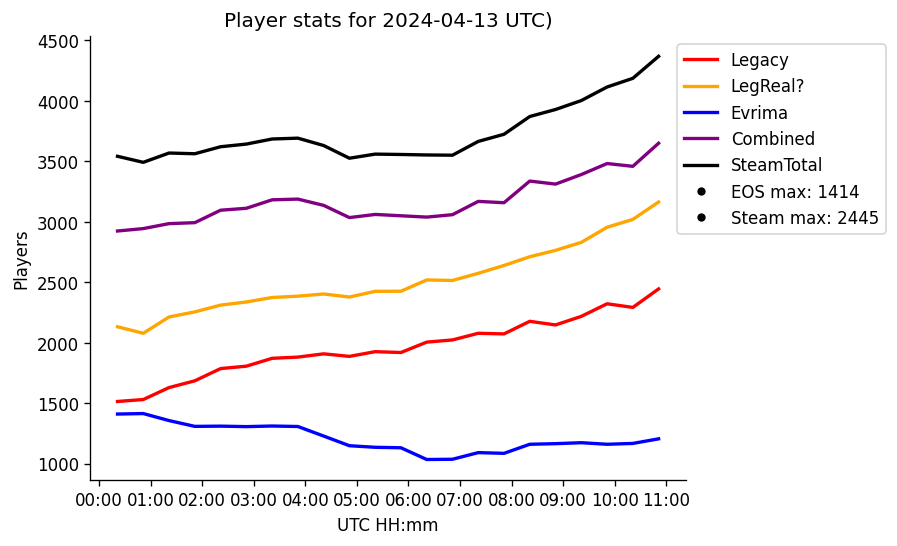 Player stats for 2024-04-13 UTC)
4500
4000
3500
3000
2500
2000
1500
1000
Players
00:00 01:00 02:00 03:00 04:00 05:00 06:00 07:00 08:00 09:00 10:00 11:00
UTC HH:mm
Legacy
LegReal?
Evrima
Combined
SteamTotal
EOS max: 1414
Steam max: 2445